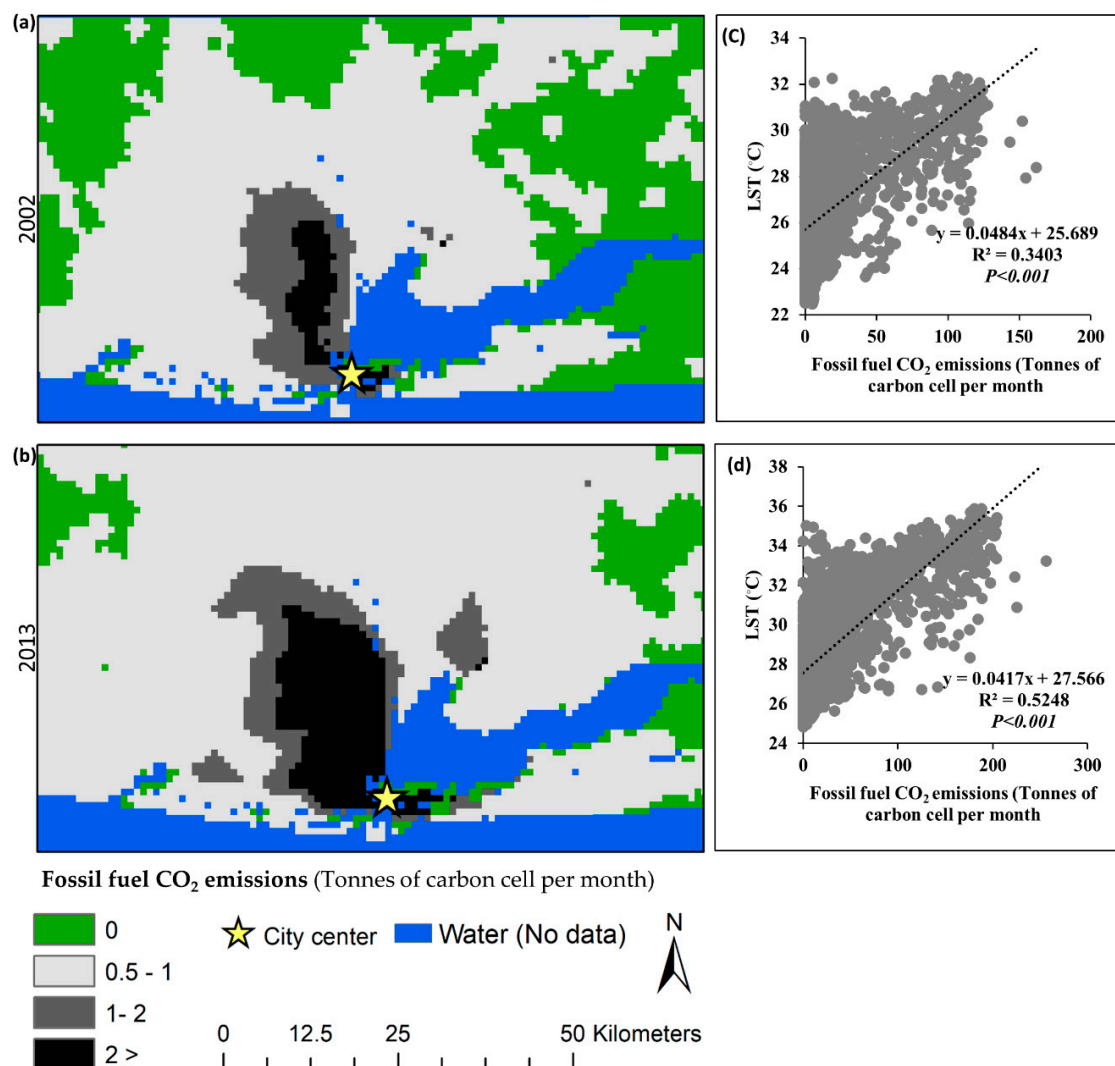 (a)
2002
(C)
34
32
30
28
26
24
22
LST (°C)
y = 0.0484x + 25.689
R² = 0.3403
P<0.001
0
50
100
150
200
Fossil fuel CO₂ emissions (Tonnes of
carbon cell per month
(b)
2013
(d)
38
36
34
32
30
28
26
24
LST (°C)
y = 0.0417x + 27.566
R² = 0.5248
P<0.001
0
100
200
300
Fossil fuel CO₂ emissions (Tonnes of
carbon cell per month
Fossil fuel CO₂ emissions (Tonnes of carbon cell per month)
0
0.5 - 1
1- 2
2 >
City center
Water (No data)
N
0 12.5 25 50 Kilometers